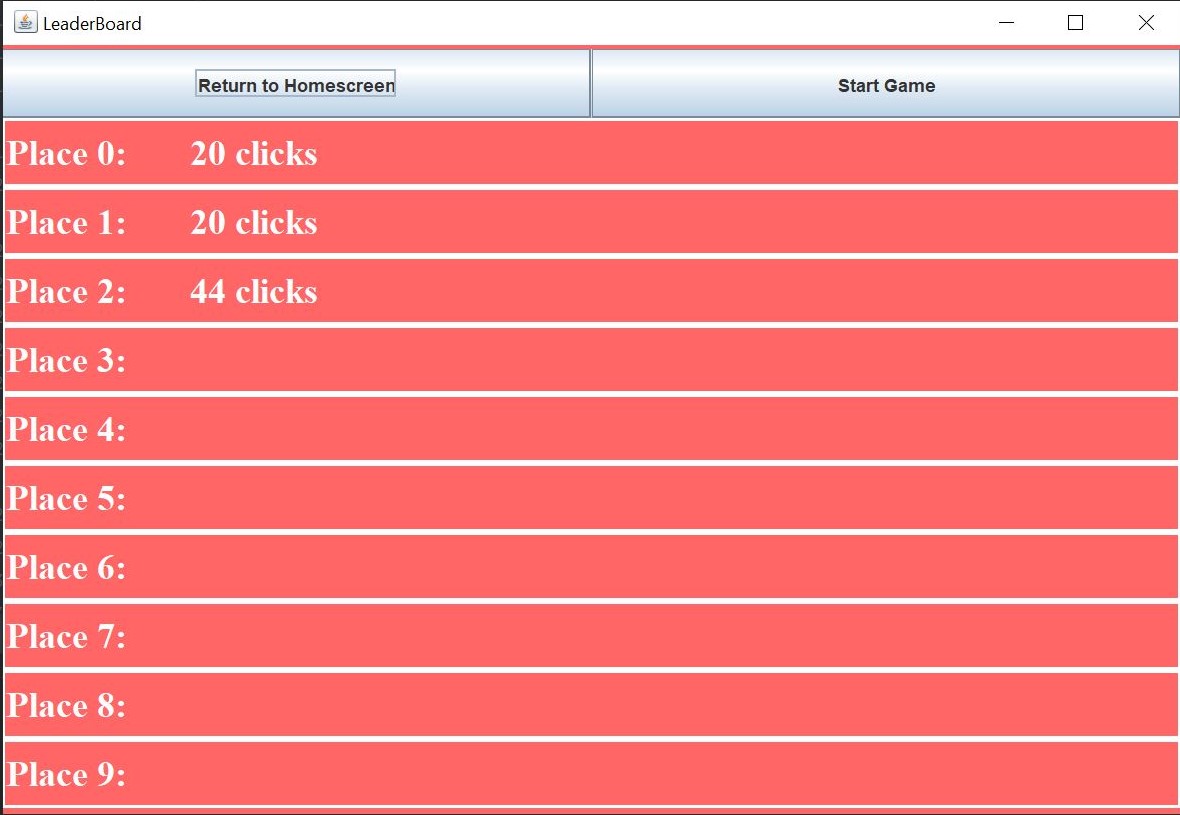 LeaderBoard
Return to Homescreen Start Game
Place 0: 20 clicks
Place 1: 20 clicks
Place 2: 44 clicks
Place 3:
Place 4:
Place 5:
Place 6:
Place 7:
Place 8:
Place 9: